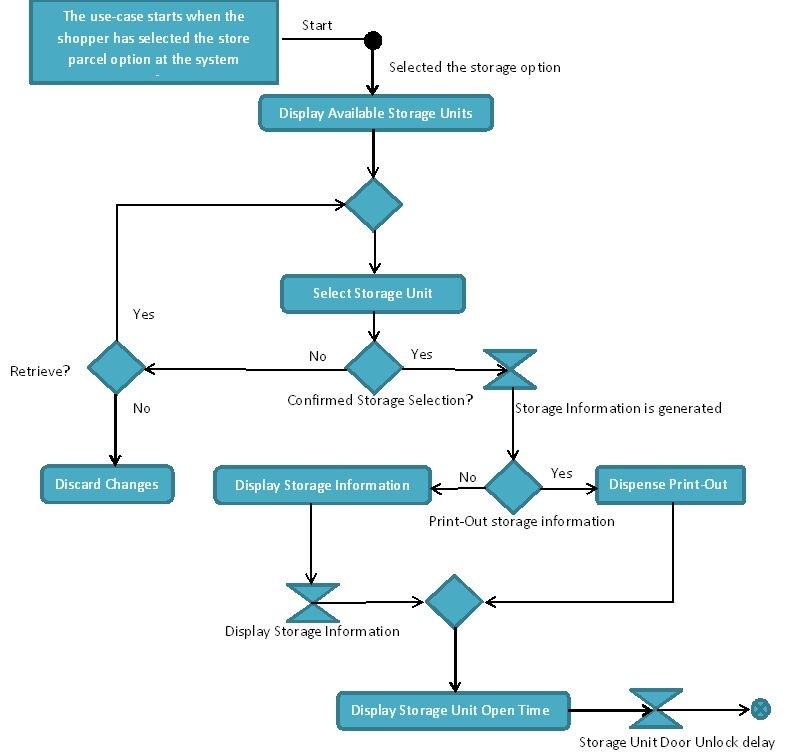 The use-case starts when the
shopper has selected the store
parcel option at the system
-
Start
Selected the storage option
Display Available Storage Units
Select Storage Unit
Yes
No
Yes
Retrieve?
Confirmed Storage Selection?
No
Storage Information is generated
Discard Changes
Display Storage Information
No
Yes
Dispense Print-Out
Print-Out storage information
Display Storage Information
Display Storage Unit Open Time
Storage Unit Door Unlock delay